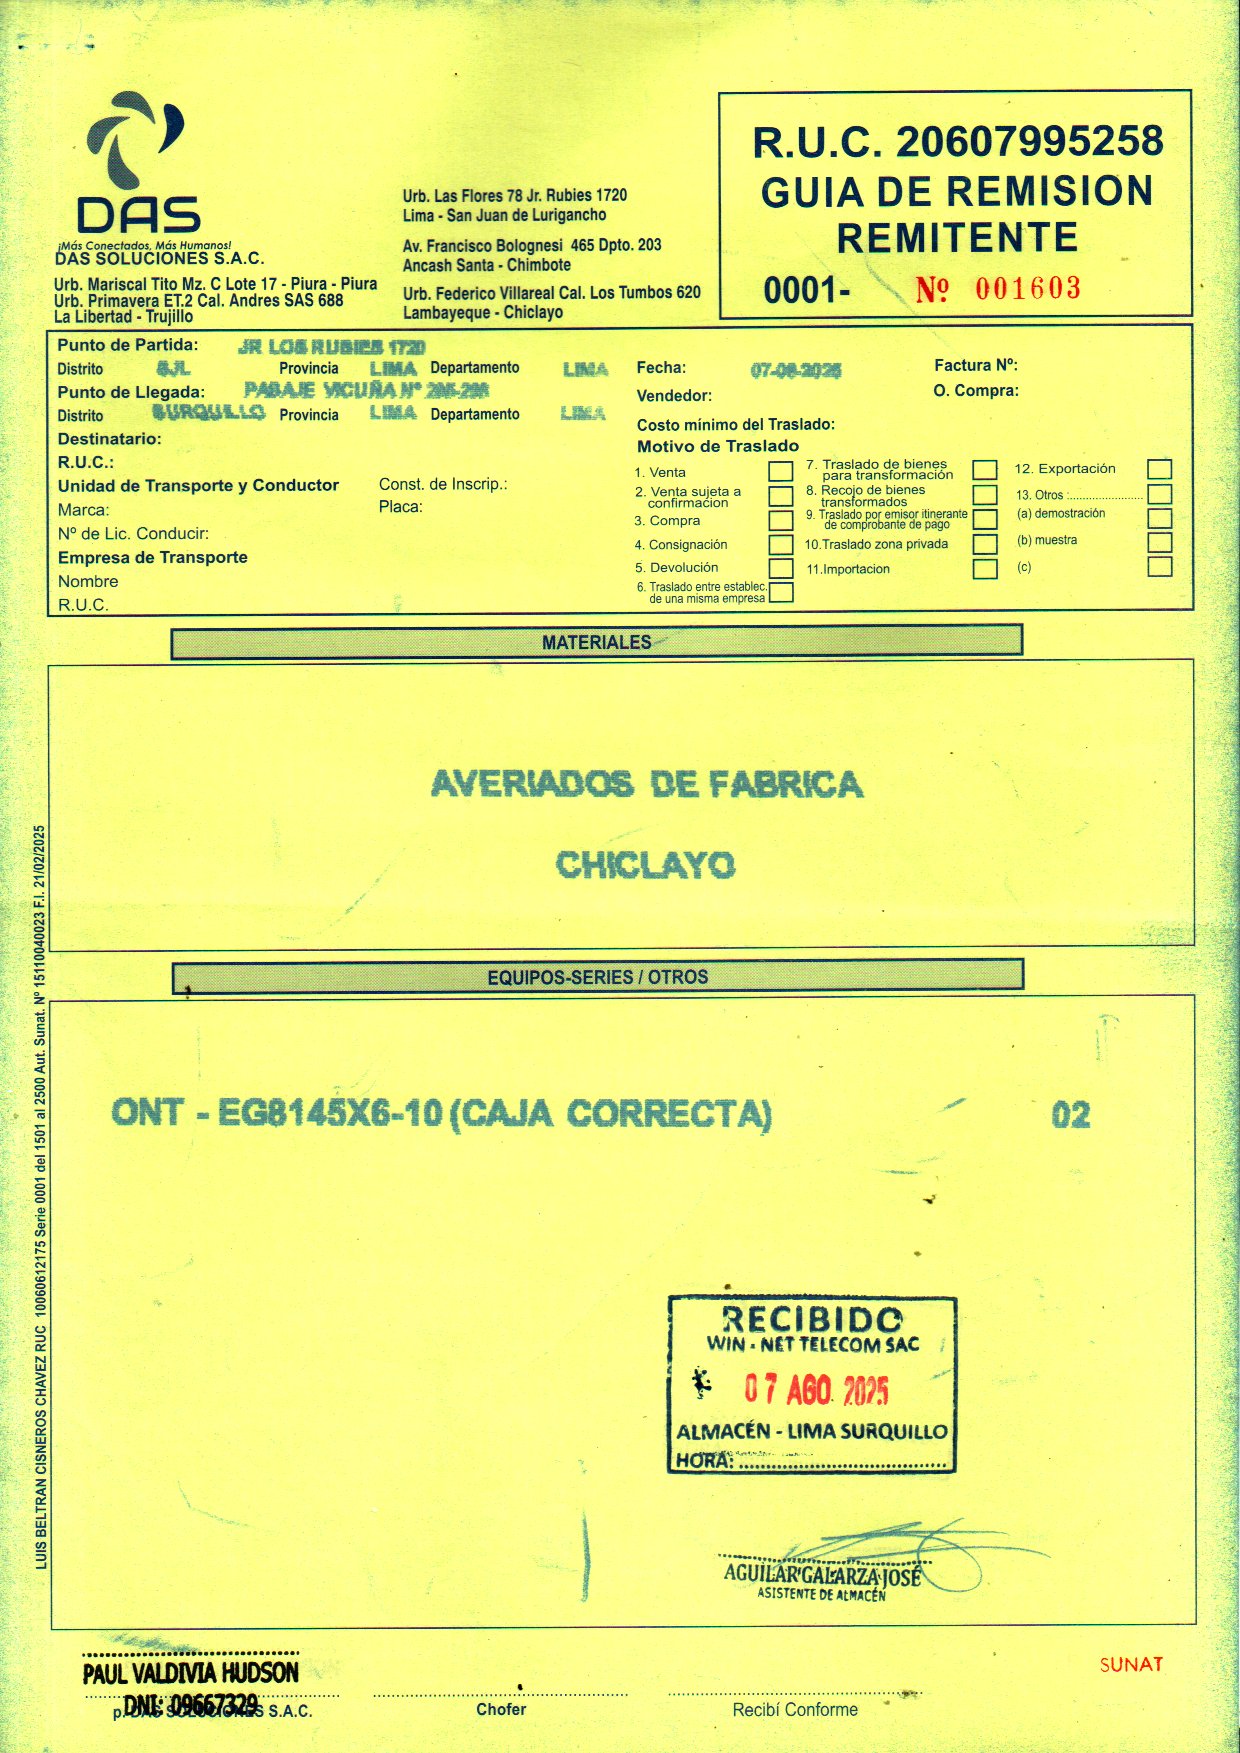 DAS
¡Más Conectados, Más Humanos!
DAS SOLUCIONES S.A.C.
Urb. Mariscal Tito Mz. C Lote 17 - Piura - Piura
Urb. Primavera ET.2 Cal. Andres SAS 688
La Libertad - Trujillo
Urb. Las Flores 78 Jr. Rubies 1720
Lima - San Juan de Lurigancho
Av. Francisco Bolognesi 465 Dpto. 203
Ancash Santa - Chimbote
Urb. Federico Villareal Cal. Los Tumbos 620
Lambayeque - Chiclayo
R.U.C. 20607995258
GUIA DE REMISION
REMITENTE
0001- Nº 001603
Punto de Partida: JR LOS RUBIES 1720
Distrito SJL Provincia LIMA Departamento LIMA
Punto de Llegada: PASAJE VICUÑA Nº
Distrito SURQUILLO Provincia LIMA Departamento LIMA
Destinatario:
R.U.C.:
Unidad de Transporte y Conductor Const. de Inscrip.:
Marca: Placa:
Nº de Lic. Conducir:
Empresa de Transporte
Nombre
R.U.C.
Fecha: 07-08-2025 Factura Nº:
Vendedor: O. Compra:
Costo mínimo del Traslado:
Motivo de Traslado
1. Venta
2. Venta sujeta a
confirmacion
3. Compra
4. Consignación
5. Devolución
6. Traslado entre establec.
de una misma empresa
7. Traslado de bienes
para transformación
8. Recojo de bienes
transformados
9. Traslado por emisor itinerante
de comprobante de pago
10.Traslado zona privada
11.Importacion
12. Exportación
13. Otros :......................
(a) demostración
(b) muestra
(c)
MATERIALES
AVERIADOS DE FABRICA
CHICLAYO
EQUIPOS-SERIES / OTROS
ONT - EG8145X6-10 (CAJA CORRECTA) 02
RECIBIDO
WIN - NET TELECOM SAC
07 AGO. 2025
ALMACÉN - LIMA SURQUILLO
HORA: ......................................
AGUILAR GALARZA JOSÉ
ASISTENTE DE ALMACÉN
LUIS BELTRAN CISNEROS CHAVEZ RUC 10060612175 Serie 0001 del 1501 al 2500 Aut. Sunat. Nº 15110040023 F.I. 21/02/2025
PAUL VALDIVIA HUDSON
DNI: 09667329
p. DAS SOLUCIONES S.A.C.
Chofer
Recibí Conforme
SUNAT